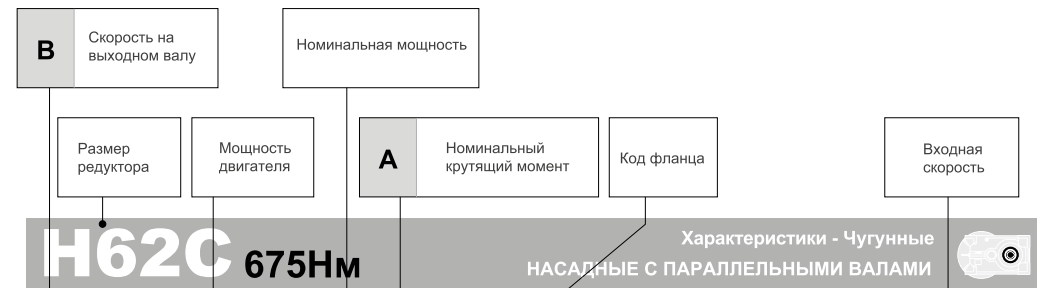 B
Скорость на
выходном валу
Номинальная мощность
Размер
редуктора
Мощность
двигателя
A
Номинальный
крутящий момент
Код фланца
Входная
скорость
H62C 675Нм
Характеристики - Чугунные
НАСАДНЫЕ С ПАРАЛЛЕЛЬНЫМИ ВАЛАМИ